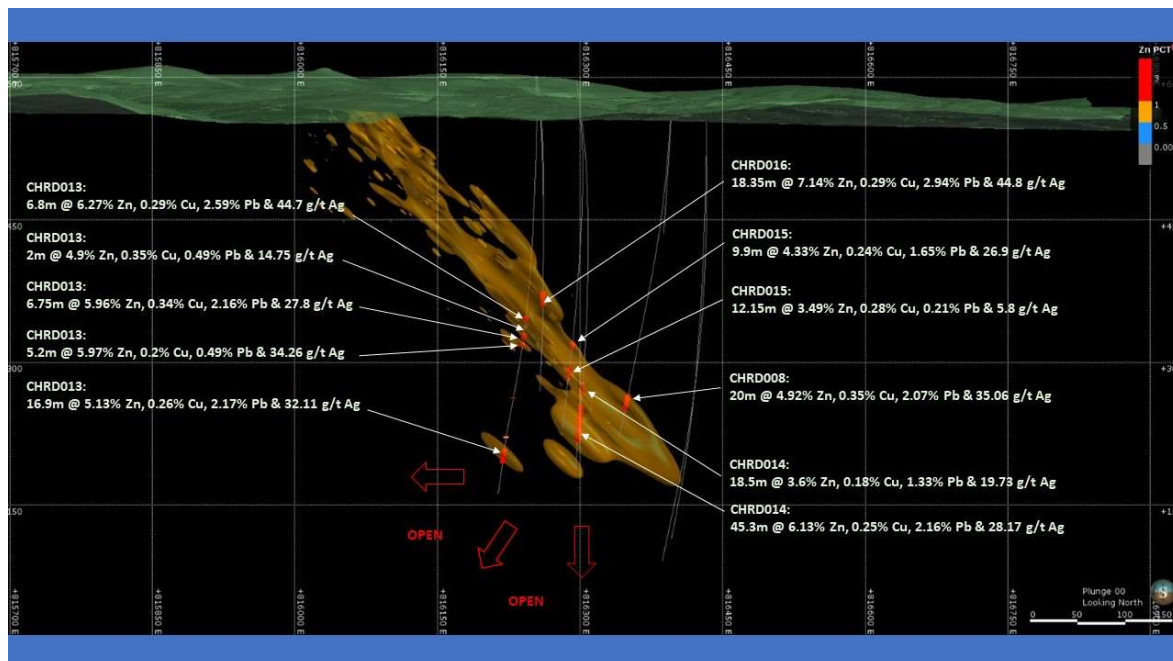 +815700 E
+815850 E
+816000 E
+816150 E
+816300 E
+816450 E
+816600 E
+816750 E
Zn PCT
3
1
0.5
0.00
CHRD013:
6.8m @ 6.27% Zn, 0.29% Cu, 2.59% Pb & 44.7 g/t Ag
CHRD013:
2m @ 4.9% Zn, 0.35% Cu, 0.49% Pb & 14.75 g/t Ag
CHRD013:
6.75m @ 5.96% Zn, 0.34% Cu, 2.16% Pb & 27.8 g/t Ag
CHRD013:
5.2m @ 5.97% Zn, 0.2% Cu, 0.49% Pb & 34.26 g/t Ag
CHRD013:
16.9m @ 5.13% Zn, 0.26% Cu, 2.17% Pb & 32.11 g/t Ag
CHRD016:
18.35m @ 7.14% Zn, 0.29% Cu, 2.94% Pb & 44.8 g/t Ag
CHRD015:
9.9m @ 4.33% Zn, 0.24% Cu, 1.65% Pb & 26.9 g/t Ag
CHRD015:
12.15m @ 3.49% Zn, 0.28% Cu, 0.21% Pb & 5.8 g/t Ag
CHRD008:
20m @ 4.92% Zn, 0.35% Cu, 2.07% Pb & 35.06 g/t Ag
CHRD014:
18.5m @ 3.6% Zn, 0.18% Cu, 1.33% Pb & 19.73 g/t Ag
CHRD014:
45.3m @ 6.13% Zn, 0.25% Cu, 2.16% Pb & 28.17 g/t Ag
450
300
150
OPEN
OPEN
Plunge 00
Looking North
0 50 100 150
S
+815700 E
+815850 E
+816000 E
+816150 E
+816300 E
+816450 E
+816600 E
+816750 E